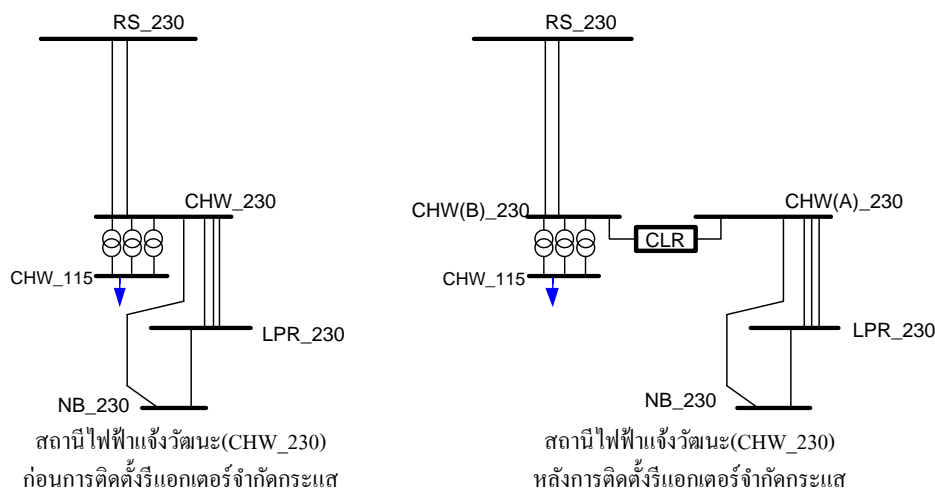 RS_230
CHW_230
CHW_115
LPR_230
NB_230
สถานีไฟฟ้าแจ้งวัฒนะ(CHW_230)
ก่อนการติดตั้งรีแอกเตอร์จำกัดกระแส
RS_230
CHW(B)_230
CHW(A)_230
CLR
CHW_115
LPR_230
NB_230
สถานีไฟฟ้าแจ้งวัฒนะ(CHW_230)
หลังการติดตั้งรีแอกเตอร์จำกัดกระแส